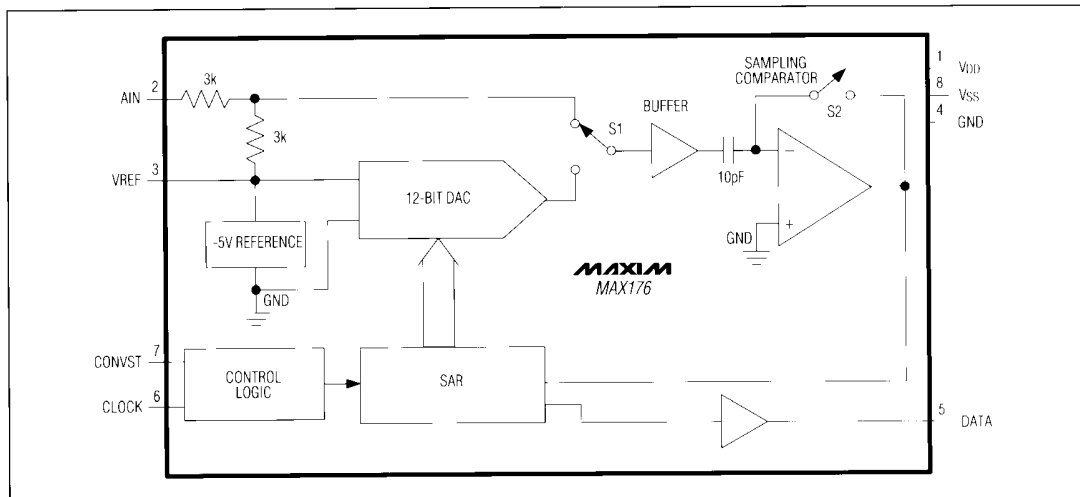 1
VDD
8
VSS
4
GND
SAMPLING
COMPARATOR
S2
AIN
2
3k
3k
VREF
3
-5V REFERENCE
GND
12-BIT DAC
S1
BUFFER
10pF
−
+
GND
MAXIM
MAX176
CONVST
7
CLOCK
6
CONTROL
LOGIC
SAR
5
DATA